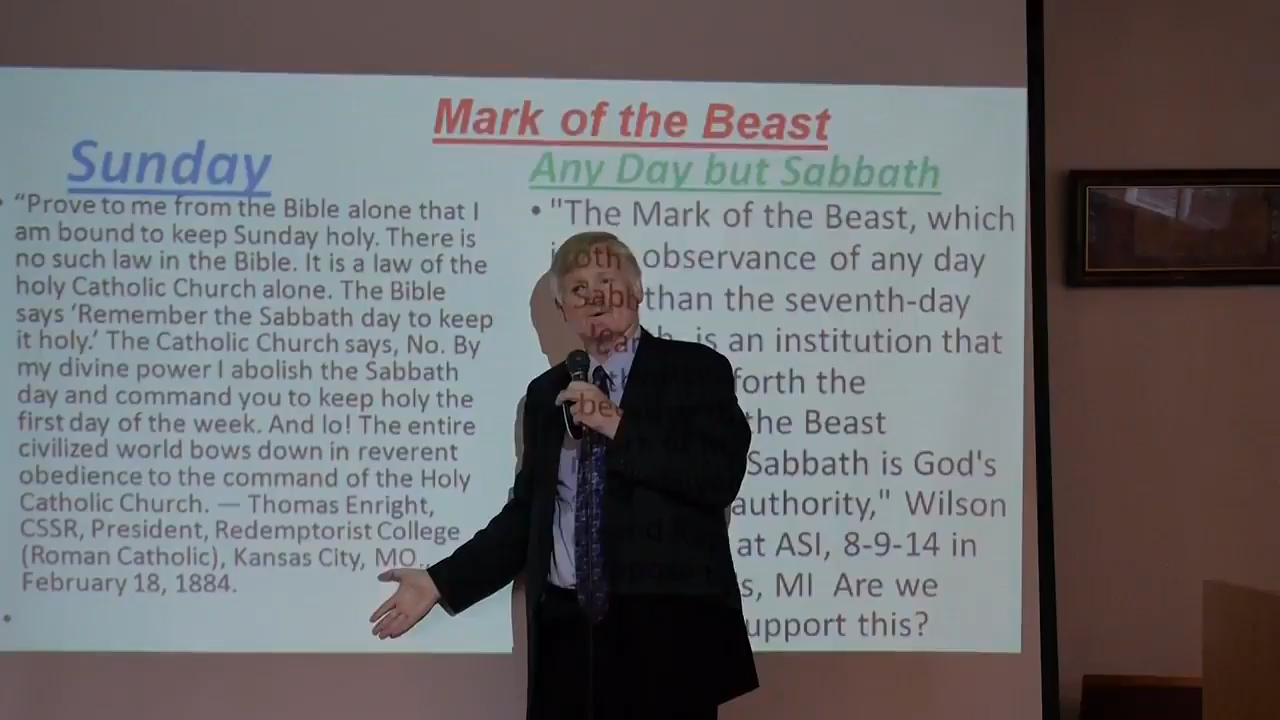 Mark of the Beast
Sunday
• “Prove to me from the Bible alone that I
am bound to keep Sunday holy. There is
no such law in the Bible. It is a law of the
holy Catholic Church alone. The Bible
says ‘Remember the Sabbath day to keep
it holy.’ The Catholic Church says, No. By
my divine power I abolish the Sabbath
day and command you to keep holy the
first day of the week. And lo! The entire
civilized world bows down in reverent
obedience to the command of the Holy
Catholic Church. — Thomas Enright,
CSSR, President, Redemptorist College
(Roman Catholic), Kansas City, MO.,
February 18, 1884.
•
Any Day but Sabbath
• "The Mark of the Beast, which
observance of any day
than the seventh-day
is an institution that
forth the
the Beast
Sabbath is God's
authority," Wilson
at ASI, 8-9-14 in
MI Are we
this?